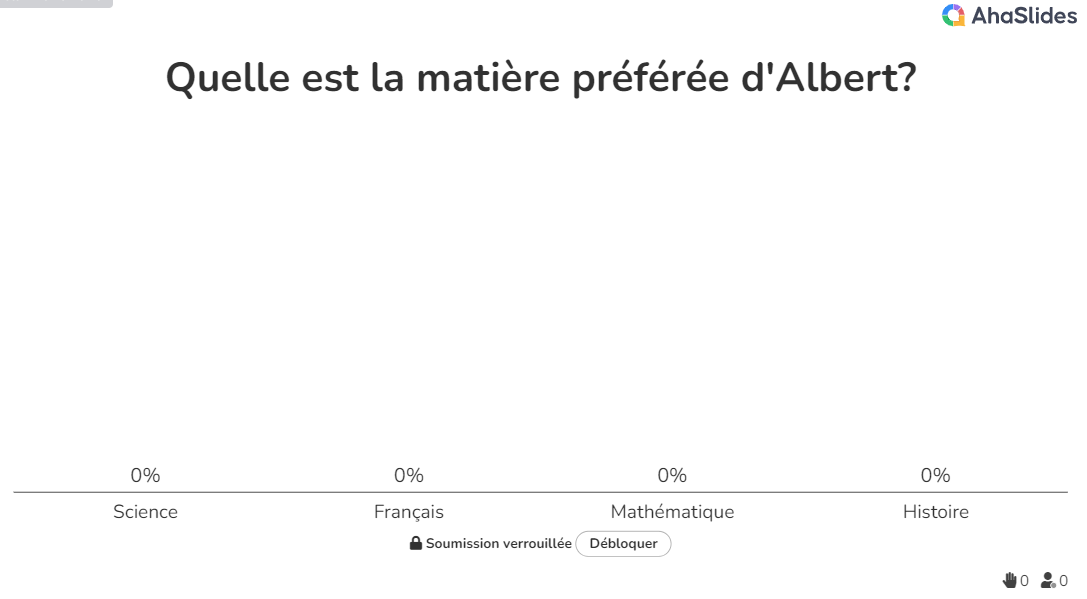 AhaSlides
Quelle est la matière préférée d'Albert?
0% 0% 0% 0%
Science Français Mathématique Histoire
Soumission verrouillée Débloquer
0 0